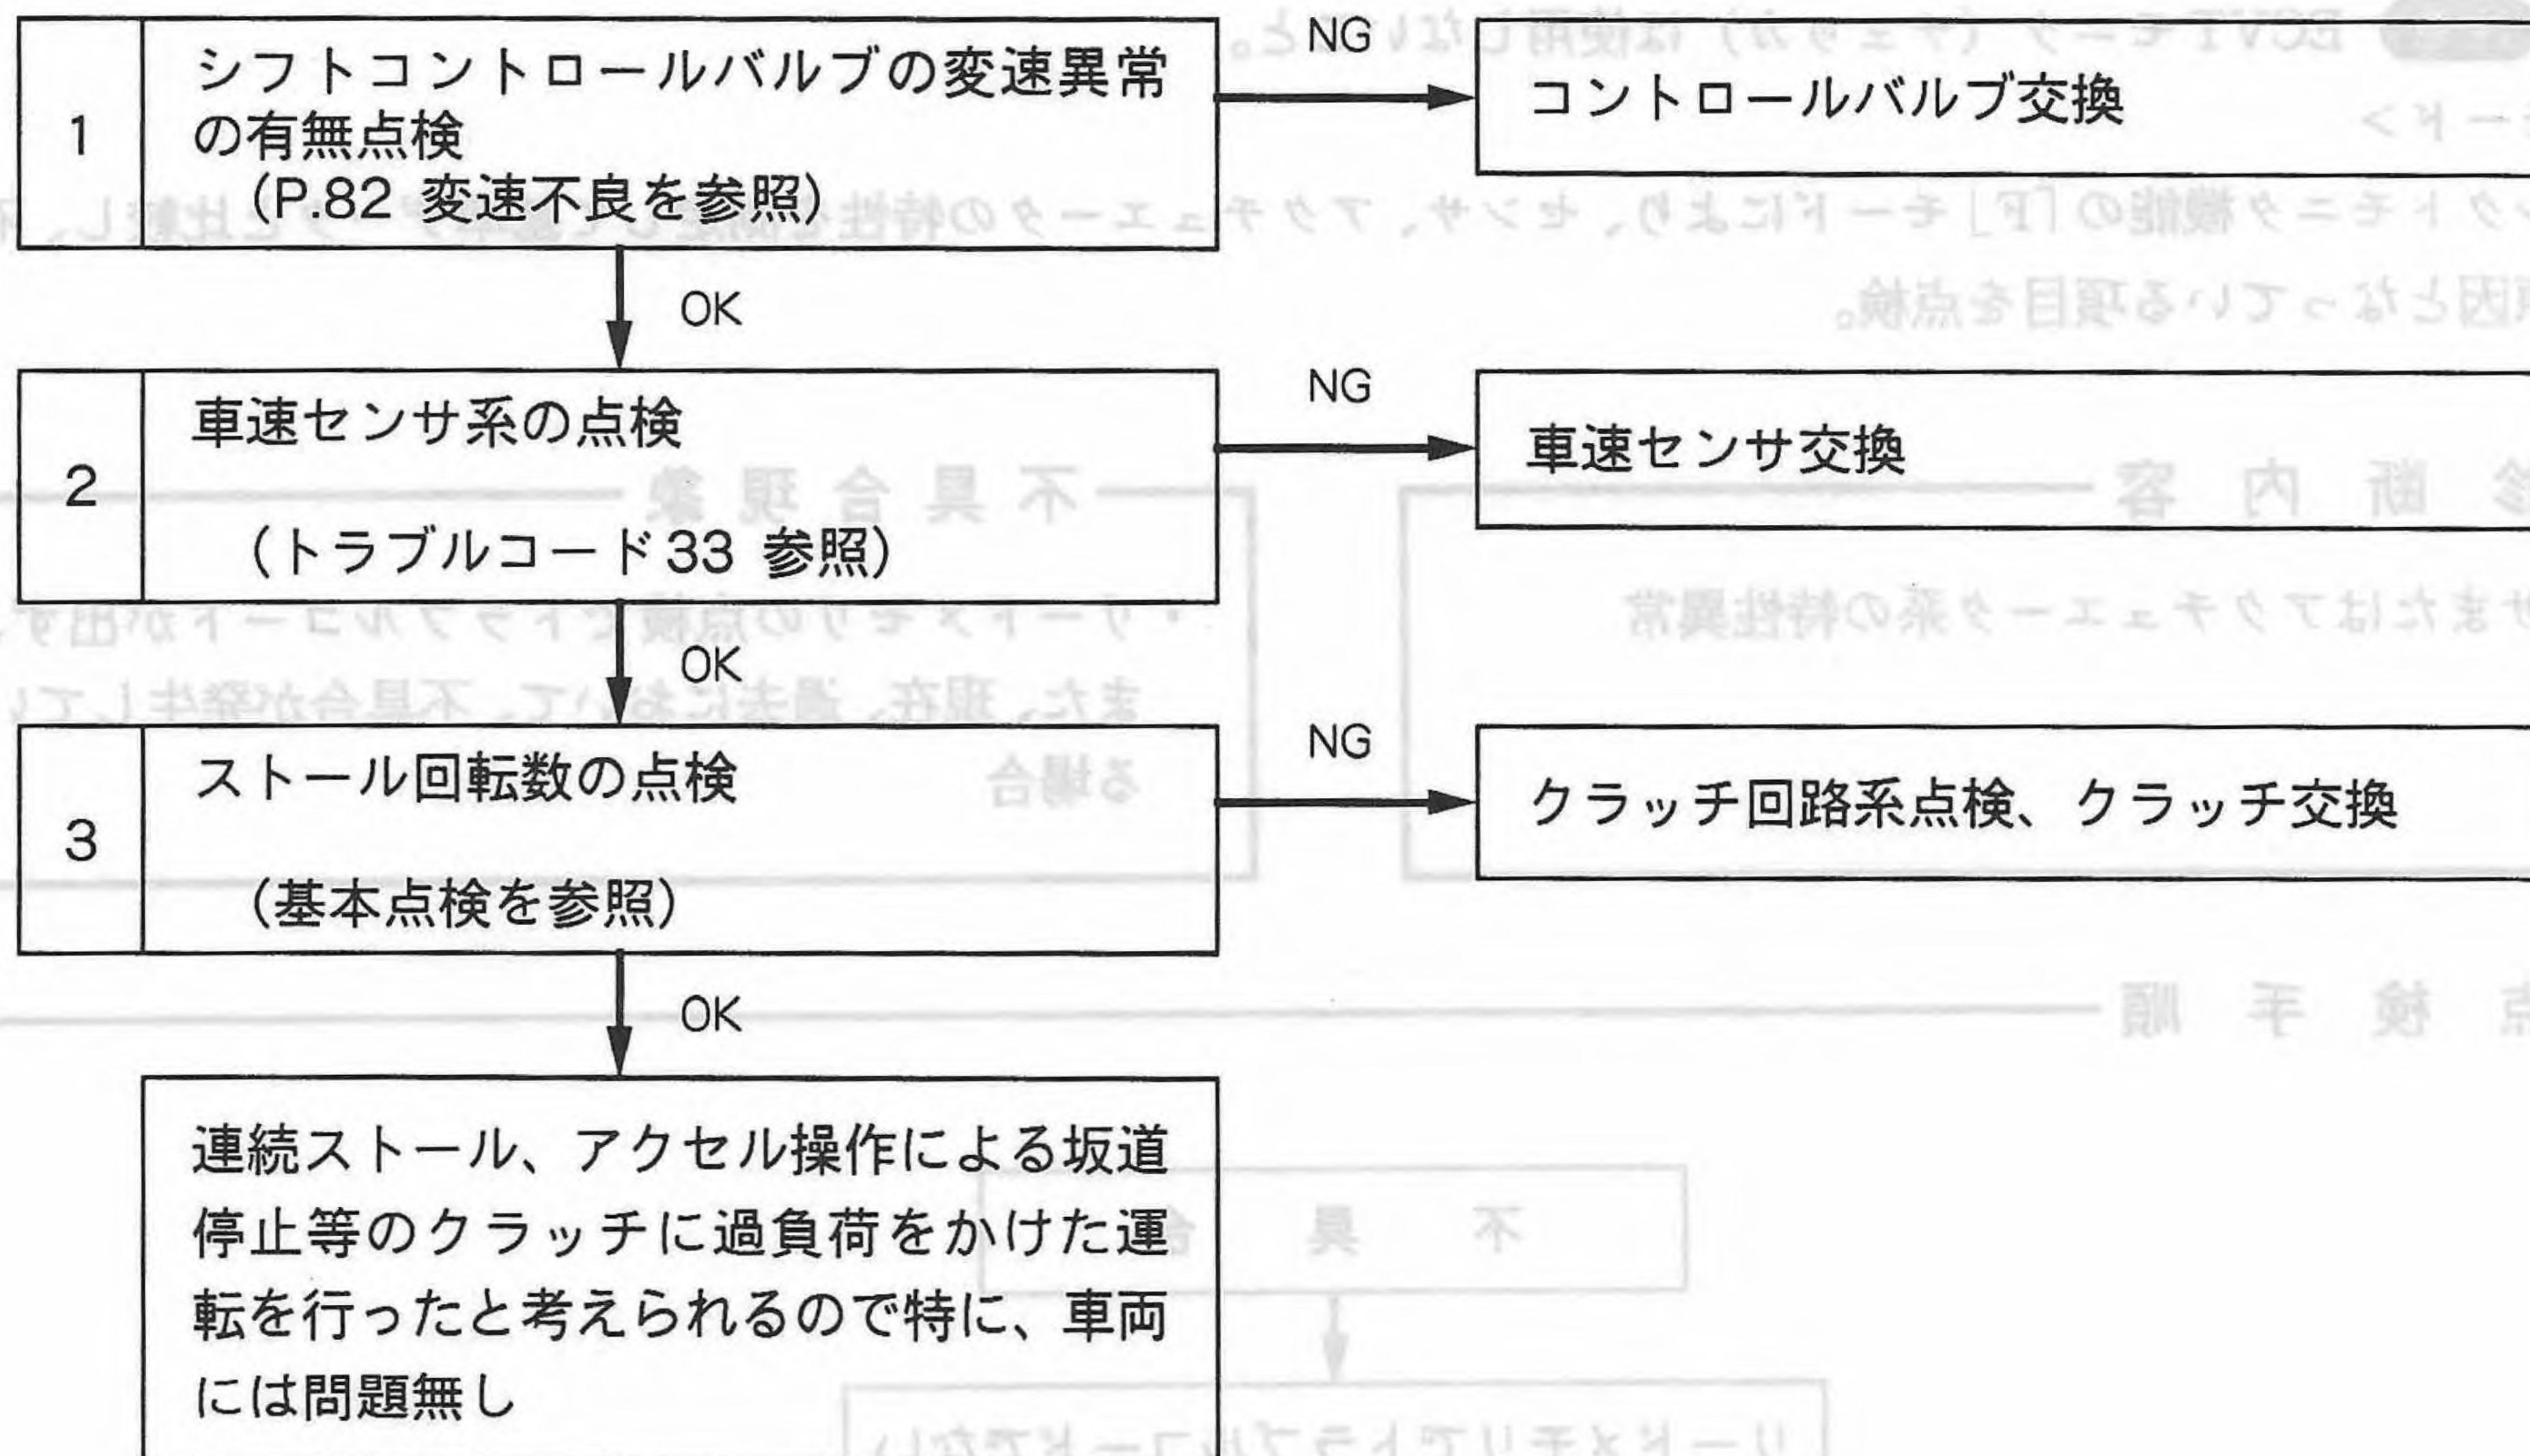 1
シフトコントロールバルブの変速異常
の有無点検
(P.82 変速不良を参照)
NG
コントロールバルブ交換
OK
2
車速センサ系の点検
(トラブルコード33 参照)
NG
車速センサ交換
OK
3
ストール回転数の点検
(基本点検を参照)
NG
クラッチ回路系点検、クラッチ交換
OK
連続ストール、アクセル操作による坂道
停止等のクラッチに過負荷をかけた運
転を行ったと考えられるので特に、車両
には問題無し